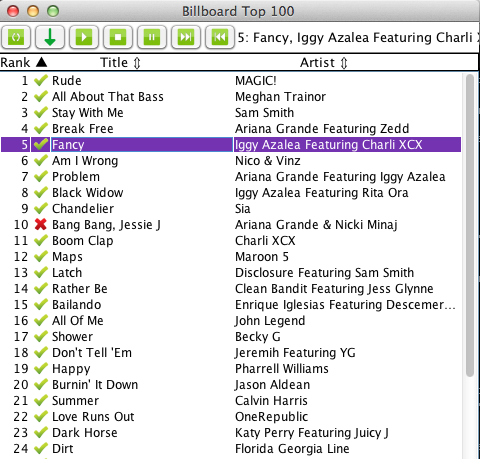 Billboard Top 100
5: Fancy, Iggy Azalea Featuring Charli
Rank Title Artist
1 Rude MAGIC!
2 All About That Bass Meghan Trainor
3 Stay With Me Sam Smith
4 Break Free Ariana Grande Featuring Zedd
5 Fancy Iggy Azalea Featuring Charli XCX
6 Am I Wrong Nico & Vinz
7 Problem Ariana Grande Featuring Iggy Azalea
8 Black Widow Iggy Azalea Featuring Rita Ora
9 Chandelier Sia
10 Bang Bang, Jessie J Ariana Grande & Nicki Minaj
11 Boom Clap Charli XCX
12 Maps Maroon 5
13 Latch Disclosure Featuring Sam Smith
14 Rather Be Clean Bandit Featuring Jess Glynne
15 Bailando Enrique Iglesias Featuring Descemer...
16 All Of Me John Legend
17 Shower Becky G
18 Don't Tell 'Em Jeremih Featuring YG
19 Happy Pharrell Williams
20 Burnin' It Down Jason Aldean
21 Summer Calvin Harris
22 Love Runs Out OneRepublic
23 Dark Horse Katy Perry Featuring Juicy J
24 Dirt Florida Georgia Line